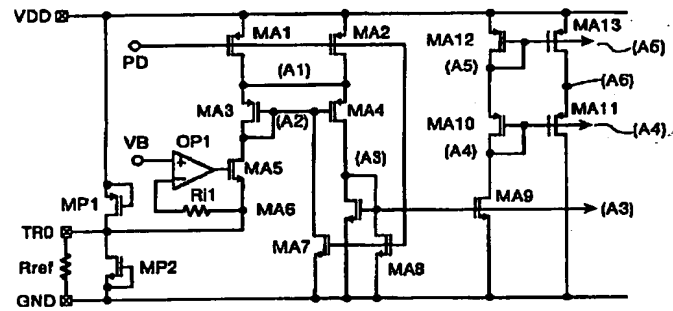 VDD
MA1
MA2
MA13
MA12
PD
(A5)
(A1)
(A5)
(A6)
MA3
(A2)
MA4
MA11
MA10
OP1
VB
(A4)
(A4)
MA5
(A3)
Ri1
MP1
MA6
MA9
(A3)
TR0
MA7
MA8
Rref
MP2
GND